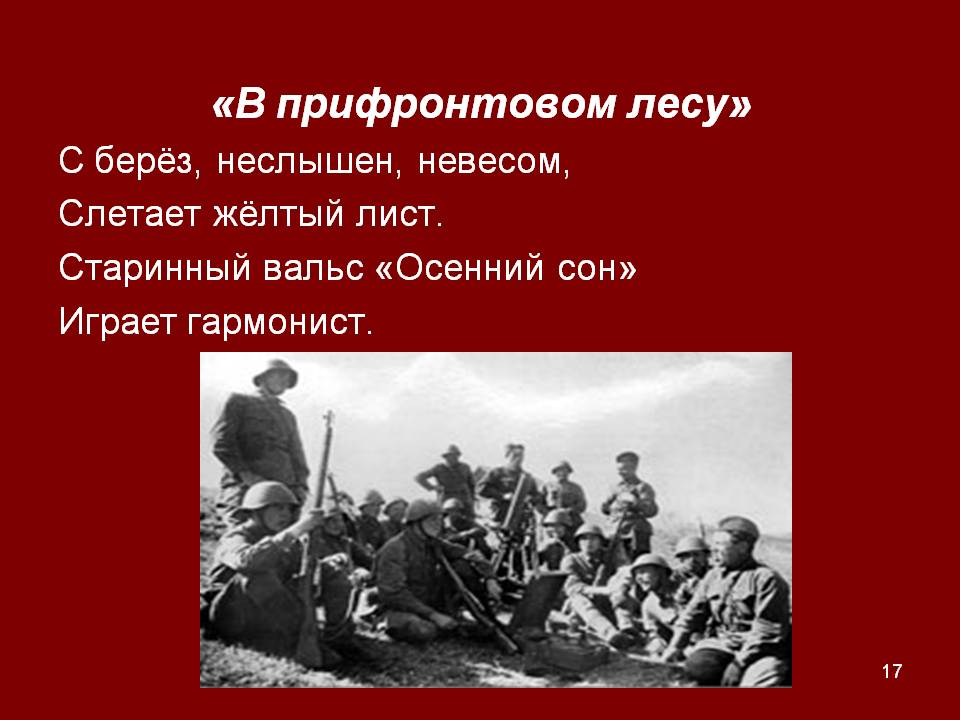 «В прифронтовом лесу»
С берёз, неслышен, невесом,
Слетает жёлтый лист.
Старинный вальс «Осенний сон»
Играет гармонист.
17